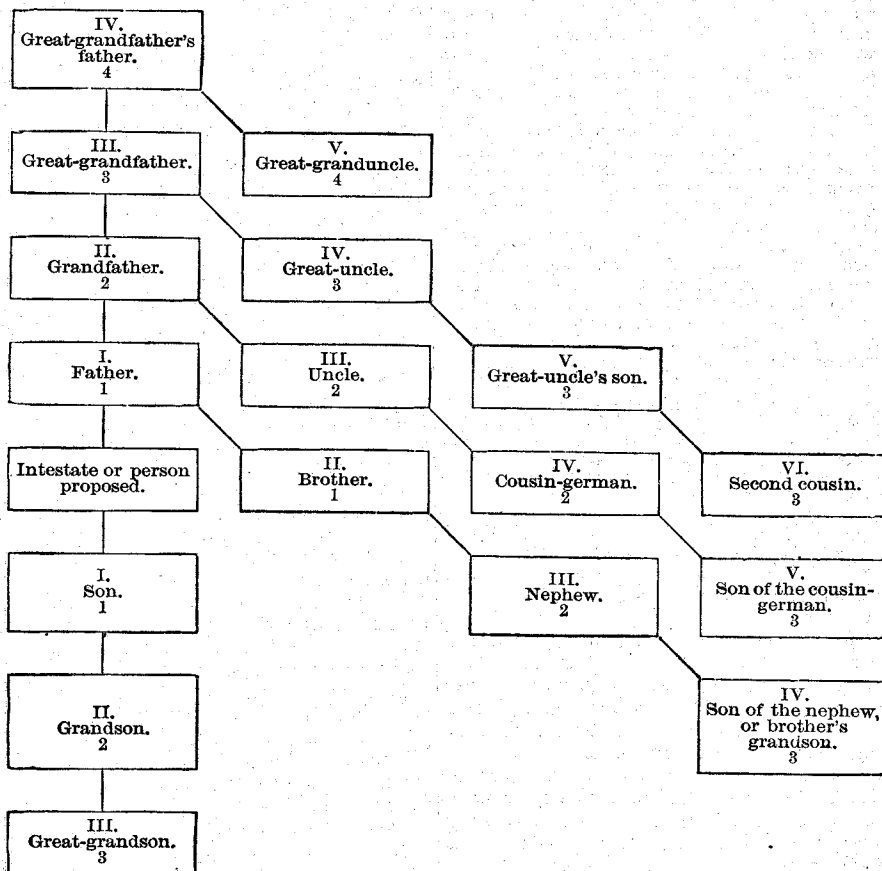 IV.
Great-grandfather's
father.
4
III.
Great-grandfather.
3
V.
Great-granduncle.
4
II.
Grandfather.
2
IV.
Great-uncle.
3
I.
Father.
1
III.
Uncle.
2
V.
Great-uncle's son.
3
Intestate or person
proposed.
II.
Brother.
1
IV.
Cousin-german.
2
VI.
Second cousin.
3
I.
Son.
1
III.
Nephew.
2
V.
Son of the cousin-
german.
3
II.
Grandson.
2
IV.
Son of the nephew,
or brother's
grandson.
3
III.
Great-grandson.
3